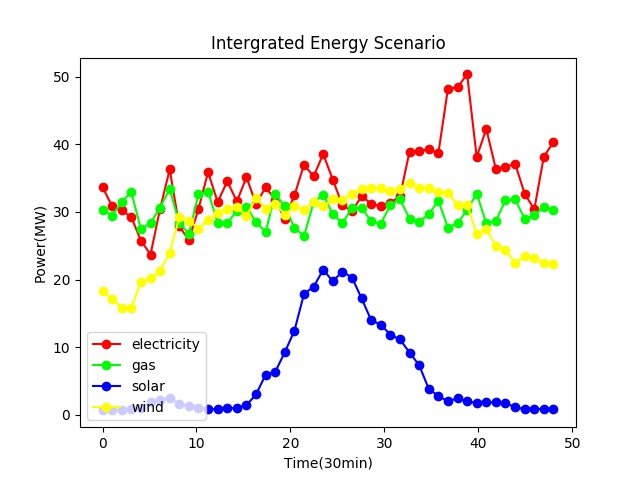 Intergrated Energy Scenario
Power(MW)
50
40
30
20
10
0
electricity
gas
solar
wind
0 10 20 30 40 50
Time(30min)